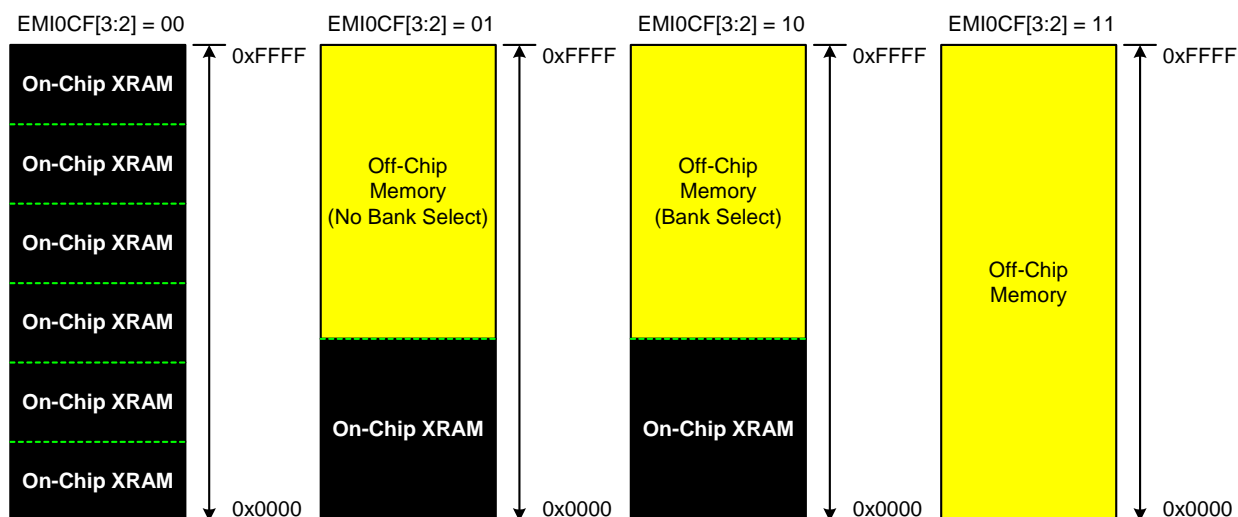 EMI0CF[3:2] = 00
EMI0CF[3:2] = 01
EMI0CF[3:2] = 10
EMI0CF[3:2] = 11
On-Chip XRAM
On-Chip XRAM
On-Chip XRAM
On-Chip XRAM
On-Chip XRAM
On-Chip XRAM
0xFFFF
0x0000
Off-Chip
Memory
(No Bank Select)
On-Chip XRAM
0xFFFF
0x0000
Off-Chip
Memory
(Bank Select)
On-Chip XRAM
0xFFFF
0x0000
Off-Chip
Memory
0xFFFF
0x0000